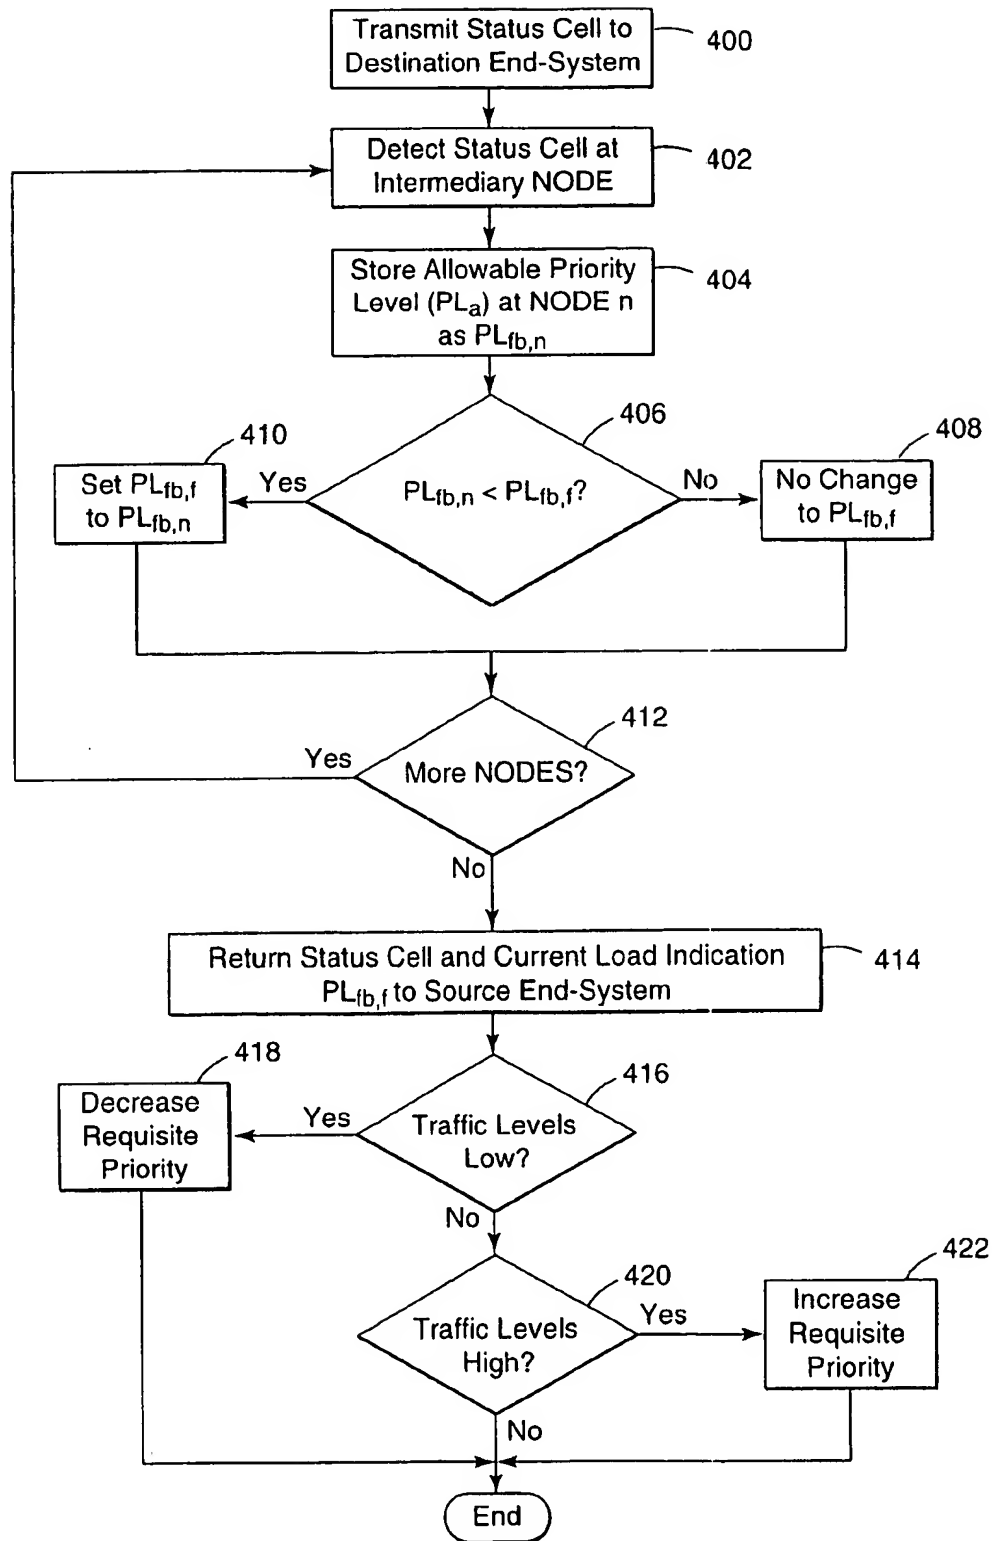 Transmit Status Cell to
Destination End-System
400
Detect Status Cell at
Intermediary NODE
402
Store Allowable Priority
Level (PLa) at NODE n
as PLfb,n
404
406
410
408
Set PLfb,f
to PLfb,n
Yes
PLfb,n < PLfb,f?
No
No Change
to PLfb,f
412
Yes
More NODES?
No
Return Status Cell and Current Load Indication
PLfb,f to Source End-System
414
418
416
Decrease
Requisite
Priority
Yes
Traffic Levels
Low?
No
420
422
Traffic Levels
High?
Yes
Increase
Requisite
Priority
No
End